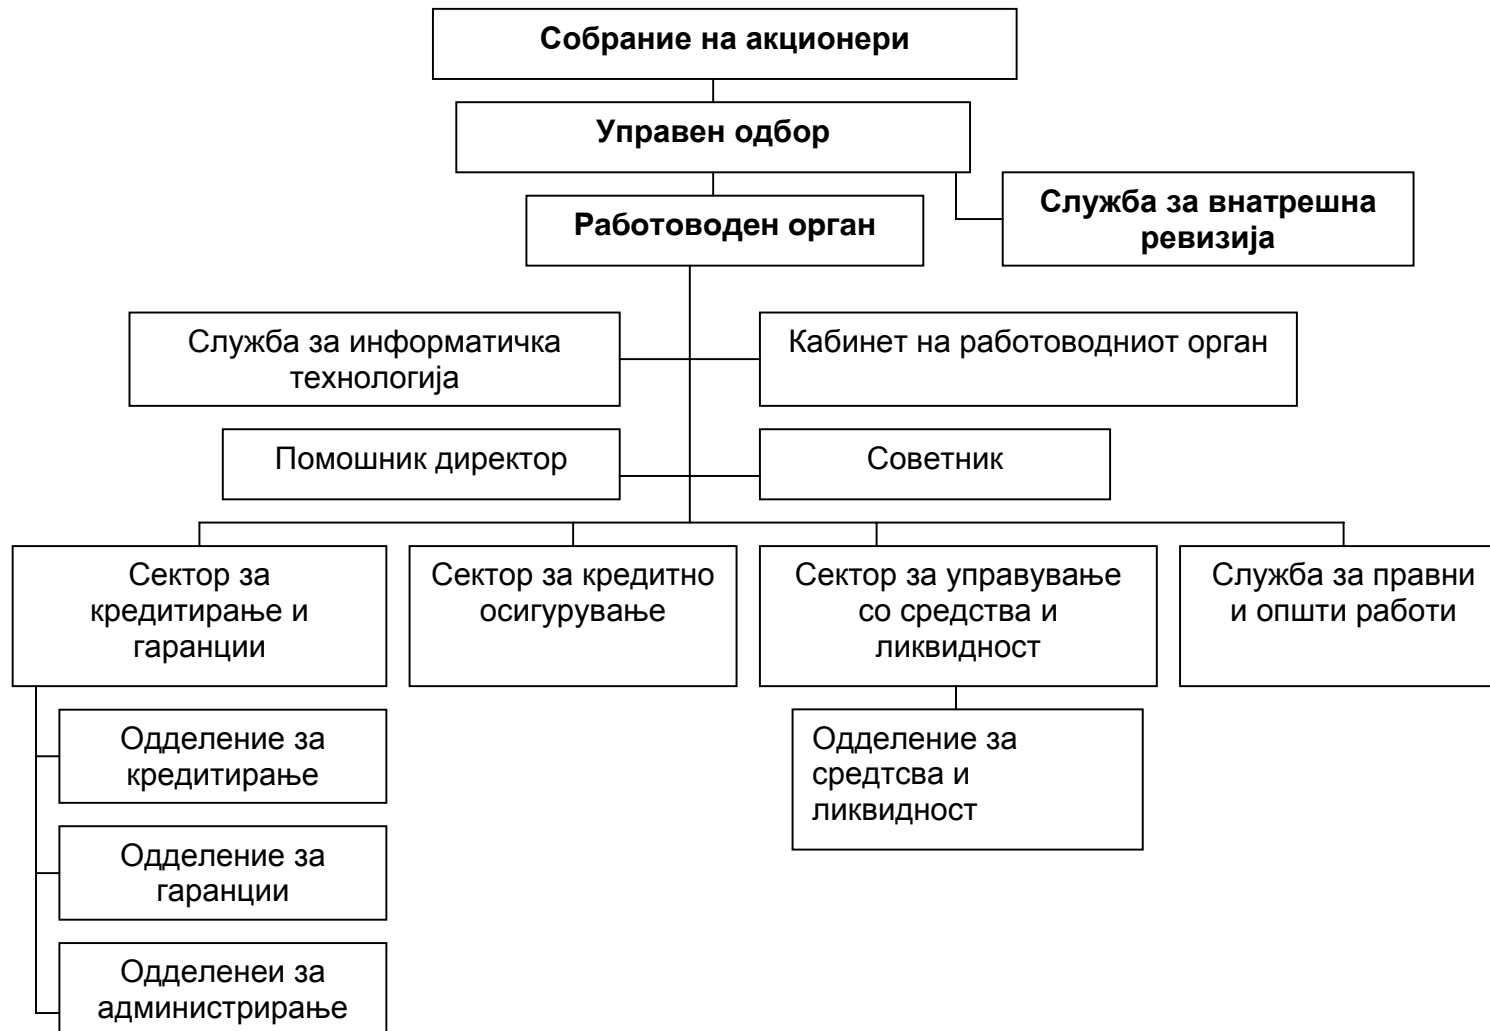 Собрание на акционери
Управен одбор
Служба за внатрешна
ревизија
Работоводен орган
Служба за информатичка
технологија
Кабинет на работоводниот орган
Помошник директор
Советник
Сектор за
кредитирање и
гаранции
Сектор за кредитно
осигурување
Сектор за управување
со средства и
ликвидност
Служба за правни
и општи работи
Одделение за
кредитирање
Одделение за
средтсва и
ликвидност
Одделение за
гаранции
Одделенеи за
администрирање